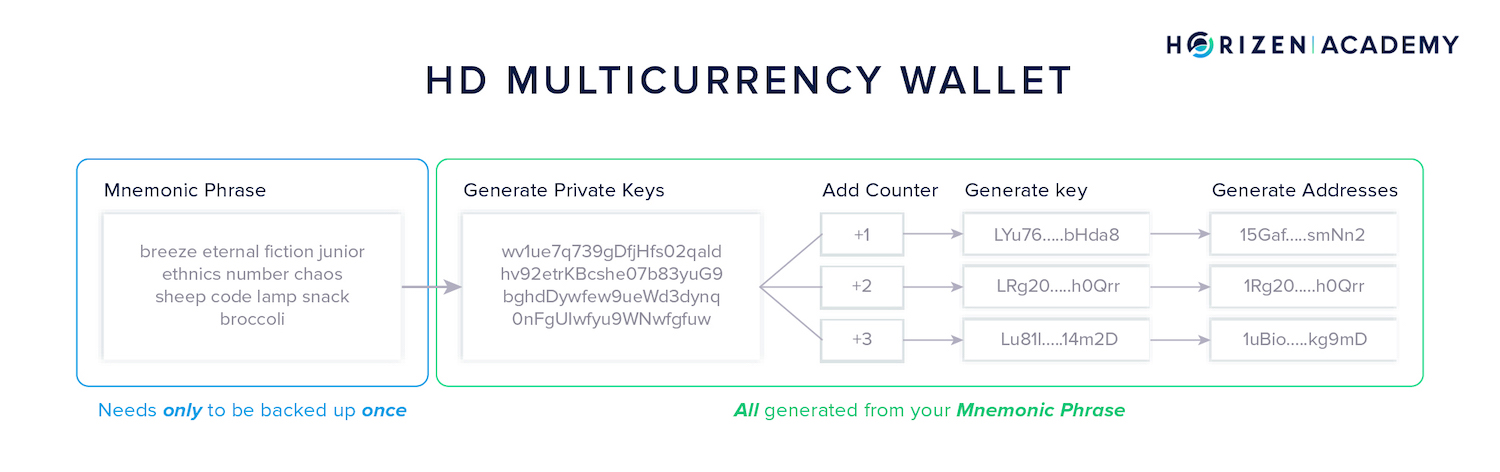 HORIZEN | ACADEMY
HD MULTICURRENCY WALLET
Mnemonic Phrase
breeze eternal fiction junior
ethnics number chaos
sheep code lamp snack
broccoli
Generate Private Keys
wv1ue7q739gDfjHfs02qald
hv92etrKBcshe07b83yuG9
bghdDywfew9ueWd3dynq
0nFgUIwfyu9WNwfgfuw
Add Counter
+1
+2
+3
Generate key
LYu76.....bHda8
LRg20.....h0Qrr
Lu81l.....14m2D
Generate Addresses
15Gaf.....smNn2
1Rg20.....h0Qrr
1uBio.....kg9mD
Needs only to be backed up once
All generated from your Mnemonic Phrase